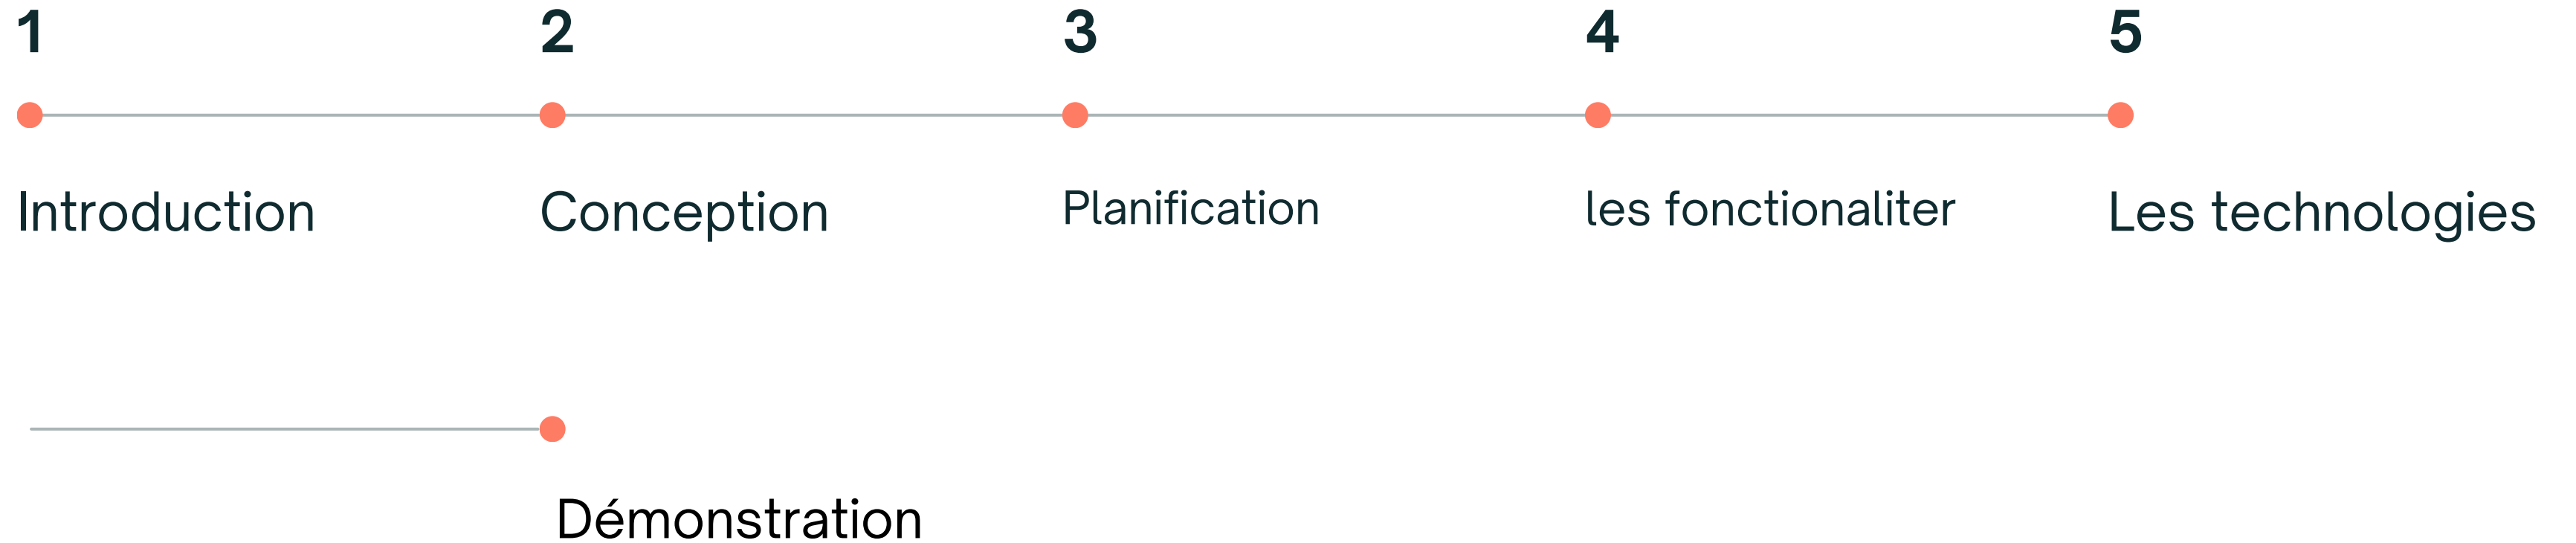 1 2 3 4 5
Introduction Conception Planification les fonctionaliter Les technologies
Démonstration